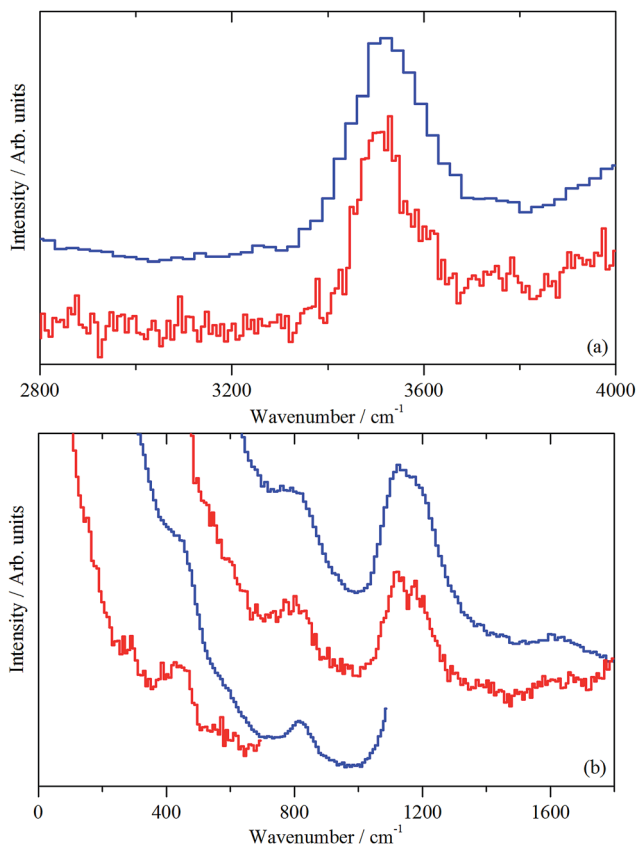 Intensity / Arb. units
(a)
2800 3200 3600 4000
Wavenumber / cm⁻¹
Intensity / Arb. units
(b)
0 400 800 1200 1600
Wavenumber / cm⁻¹